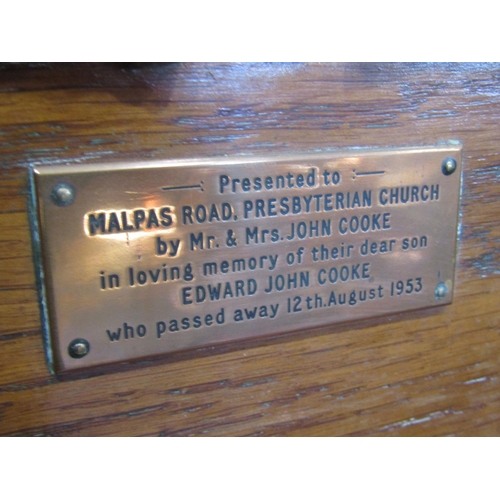 Presented to
MALPAS ROAD. PRESBYTERIAN CHURCH
by Mr. & Mrs. JOHN COOKE
in loving memory of their dear son
EDWARD JOHN COOKE
who passed away 12th. August 1953